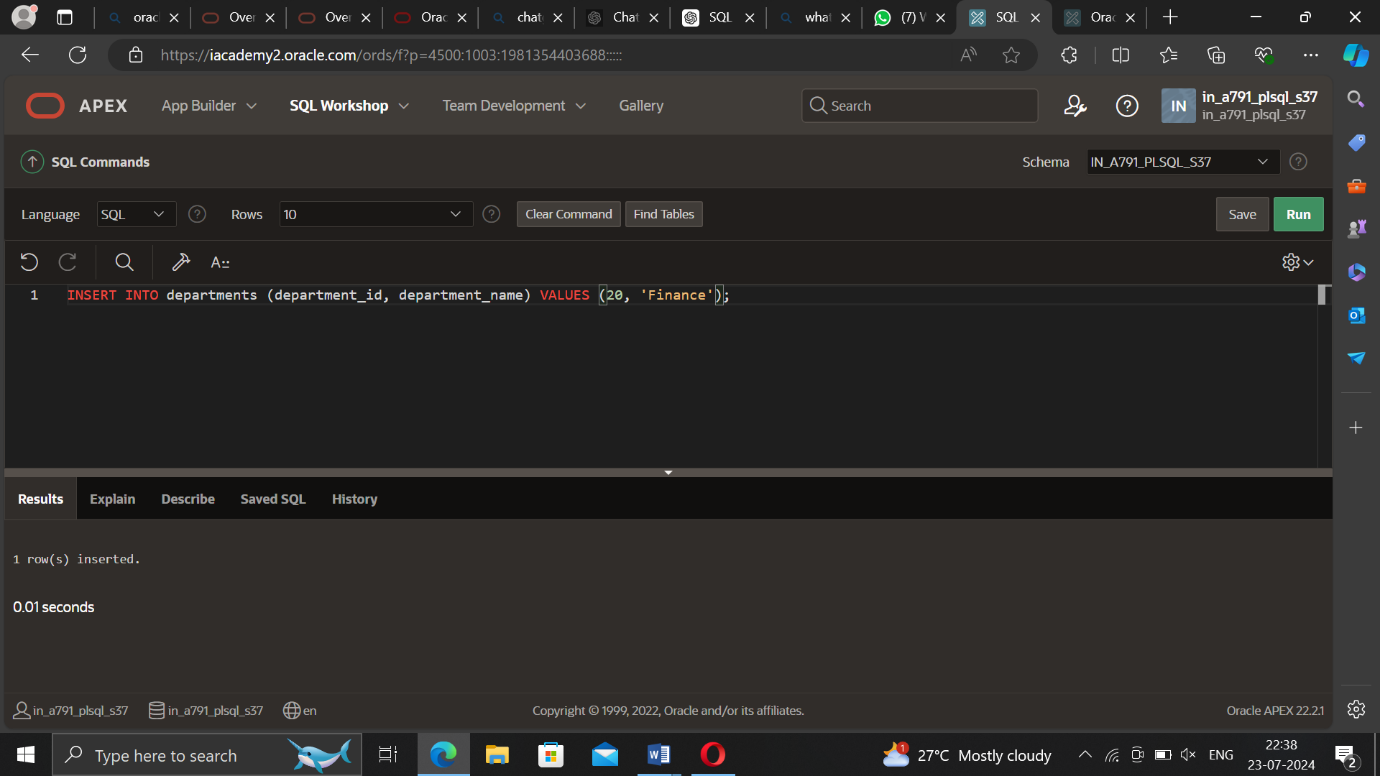 orac
Over
Over
Orac
chat
Chat
SQL
what
(7) W
SQL
Orac
https://iacademy2.oracle.com/ords/f?p=4500:1003:1981354403688:::::
APEX
App Builder
SQL Workshop
Team Development
Gallery
Search
IN
in_a791_plsql_s37
in_a791_plsql_s37
SQL Commands
Schema
IN_A791_PLSQL_S37
Language
SQL
Rows
10
Clear Command
Find Tables
Save
Run
A::
1 INSERT INTO departments (department_id, department_name) VALUES (20, 'Finance');
Results
Explain
Describe
Saved SQL
History
1 row(s) inserted.
0.01 seconds
in_a791_plsql_s37
in_a791_plsql_s37
en
Copyright © 1999, 2022, Oracle and/or its affiliates.
Oracle APEX 22.2.1
Type here to search
1
27°C Mostly cloudy
ENG
22:38
23-07-2024
2